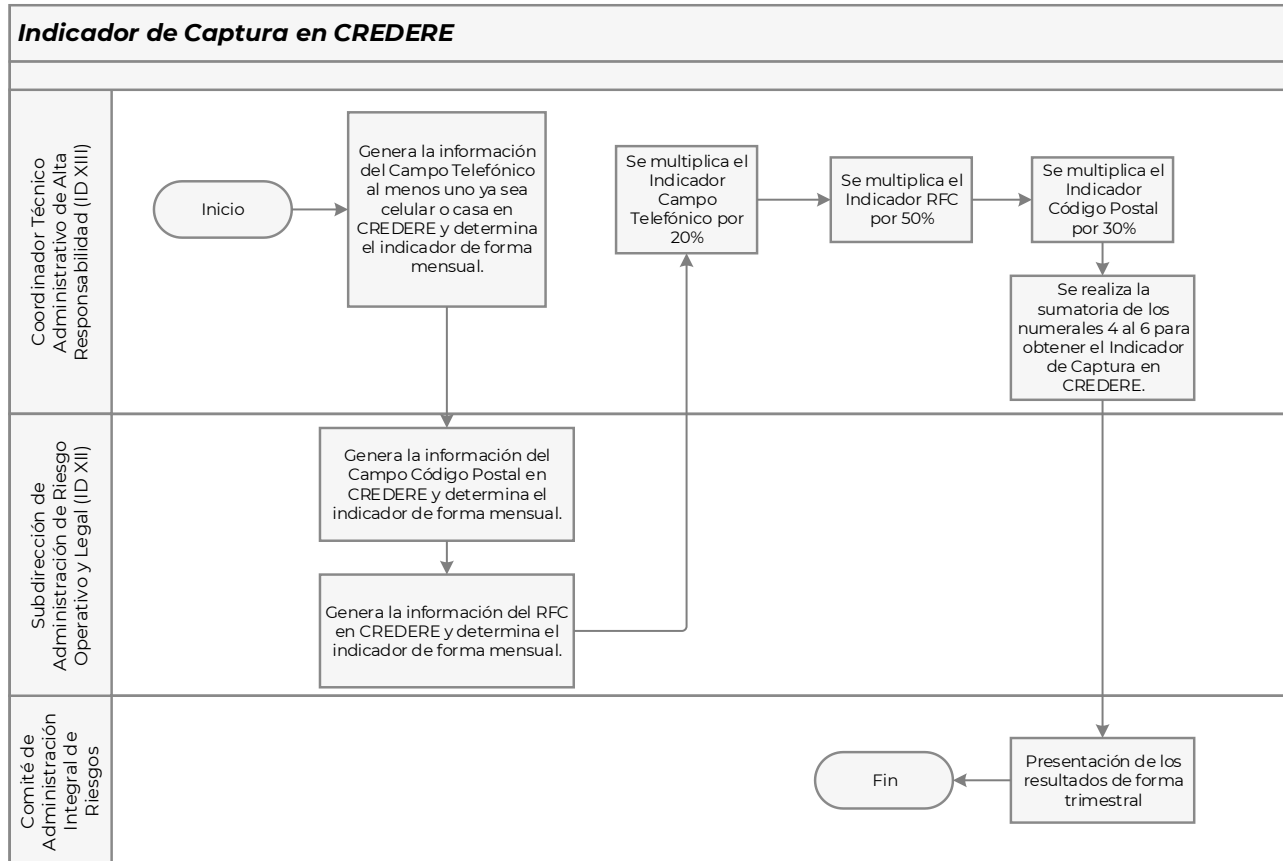 Indicador de Captura en CREDERE
Coordinador Técnico
Administrativo de Alta
Responsabilidad (ID XIII)
Inicio
Genera la información
del Campo Telefónico
al menos uno ya sea
celular o casa en
CREDERE y determina
el indicador de forma
mensual.
Se multiplica el
Indicador
Campo
Telefónico por
20%
Se multiplica el
Indicador RFC
por 50%
Se multiplica el
Indicador
Código Postal
por 30%
Se realiza la
sumatoria de los
numerales 4 al 6 para
obtener el Indicador
de Captura en
CREDERE.
Subdirección de
Administración de Riesgo
Operativo y Legal (ID XII)
Genera la información del
Campo Código Postal en
CREDERE y determina el
indicador de forma mensual.
Genera la información del RFC
en CREDERE y determina el
indicador de forma mensual.
Comité de
Administración
Integral de
Riesgos
Fin
Presentación de los
resultados de forma
trimestral